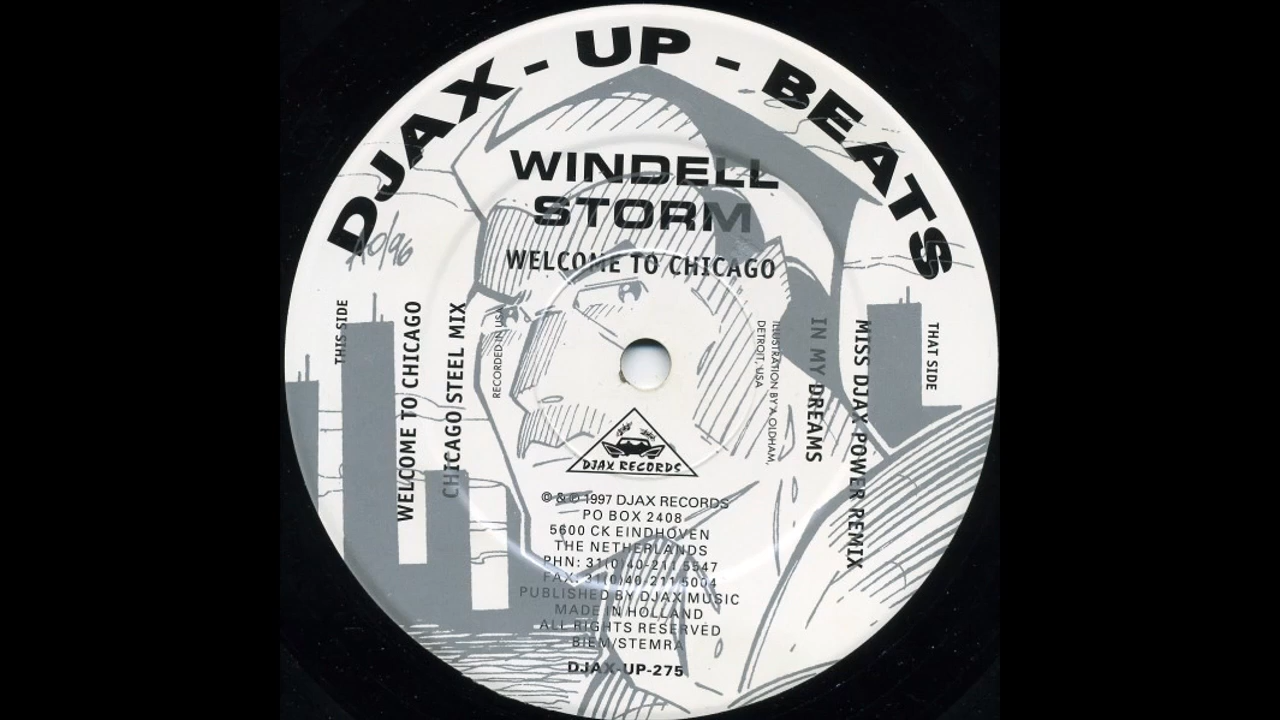 DJAX - UP - BEATS
WINDELL
STORM
WELCOME TO CHICAGO
AO/96
THIS SIDE
WELCOME TO CHICAGO
CHICAGO STEEL MIX
RECORDED IN USA
ILLUSTRATION BY A.OLDHAM,
DETROIT, USA
IN MY DREAMS
MISS DJAX POWER REMIX
THAT SIDE
DJAX RECORDS
© & ℗ 1997 DJAX RECORDS
PO BOX 2408
5600 CK EINDHOVEN
THE NETHERLANDS
PHN: 31(0)40-211 5547
FAX: 31(0)40-211 5004
PUBLISHED BY DJAX MUSIC
MADE IN HOLLAND
ALL RIGHTS RESERVED
BIEM/STEMRA
DJAX-UP-275